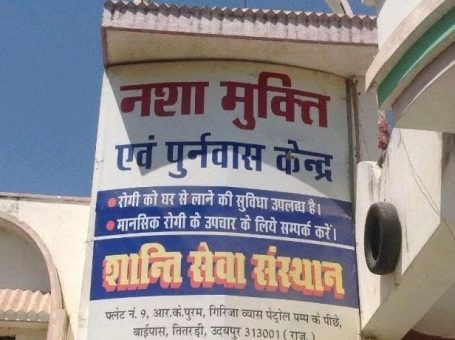 नशा मुक्ति
एवं पुर्नवास केन्द्र
रोगी को घर से लाने की सुविधा उपलब्ध है।
मानसिक रोगी के उपचार के लिये सम्पर्क करें।
शान्ति सेवा संस्थान
फ्लेट नं. 9, आर.के.पुरम, गिरिजा व्यास पेट्रोल पम्प के पीछे,
बाईपास, तितरड़ी, उदयपुर 313001 ( राज.)